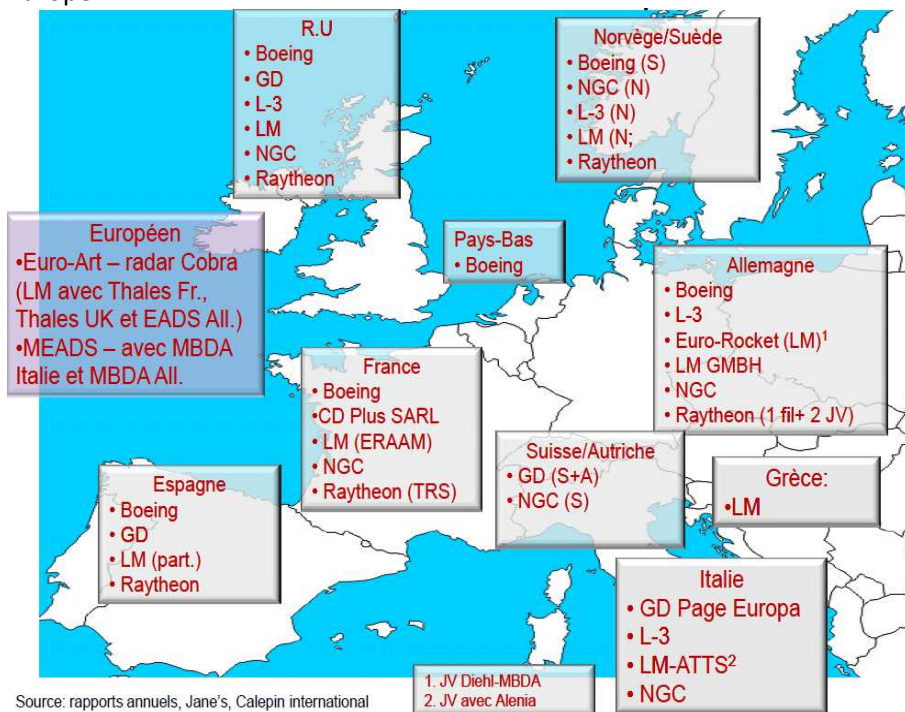 R.U
• Boeing
• GD
• L-3
• LM
• NGC
• Raytheon
Norvège/Suède
• Boeing (S)
• NGC (N)
• L-3 (N)
• LM (N;
• Raytheon
Européen
•Euro-Art – radar Cobra
(LM avec Thales Fr.,
Thales UK et EADS All.)
•MEADS – avec MBDA
Italie et MBDA All.
Pays-Bas
• Boeing
Allemagne
• Boeing
• L-3
• Euro-Rocket (LM)¹
• LM GMBH
• NGC
• Raytheon (1 fil+ 2 JV)
France
• Boeing
•CD Plus SARL
• LM (ERAAM)
• NGC
• Raytheon (TRS)
Suisse/Autriche
• GD (S+A)
• NGC (S)
Grèce:
•LM
Espagne
• Boeing
• GD
• LM (part.)
• Raytheon
Italie
• GD Page Europa
• L-3
• LM-ATTS²
• NGC
1. JV Diehl-MBDA
2. JV avec Alenia
Source: rapports annuels, Jane's, Calepin international